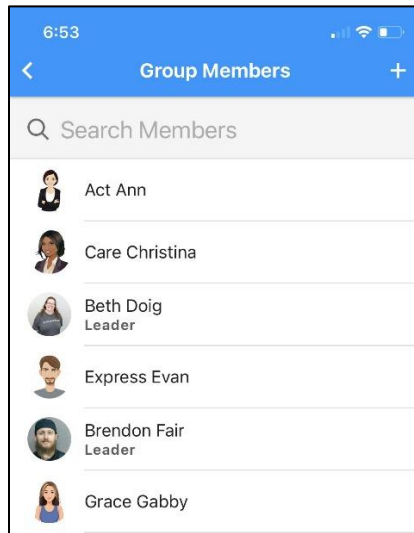 6:53
Group Members
Search Members
Act Ann
Care Christina
Beth Doig
Leader
Express Evan
Brendon Fair
Leader
Grace Gabby